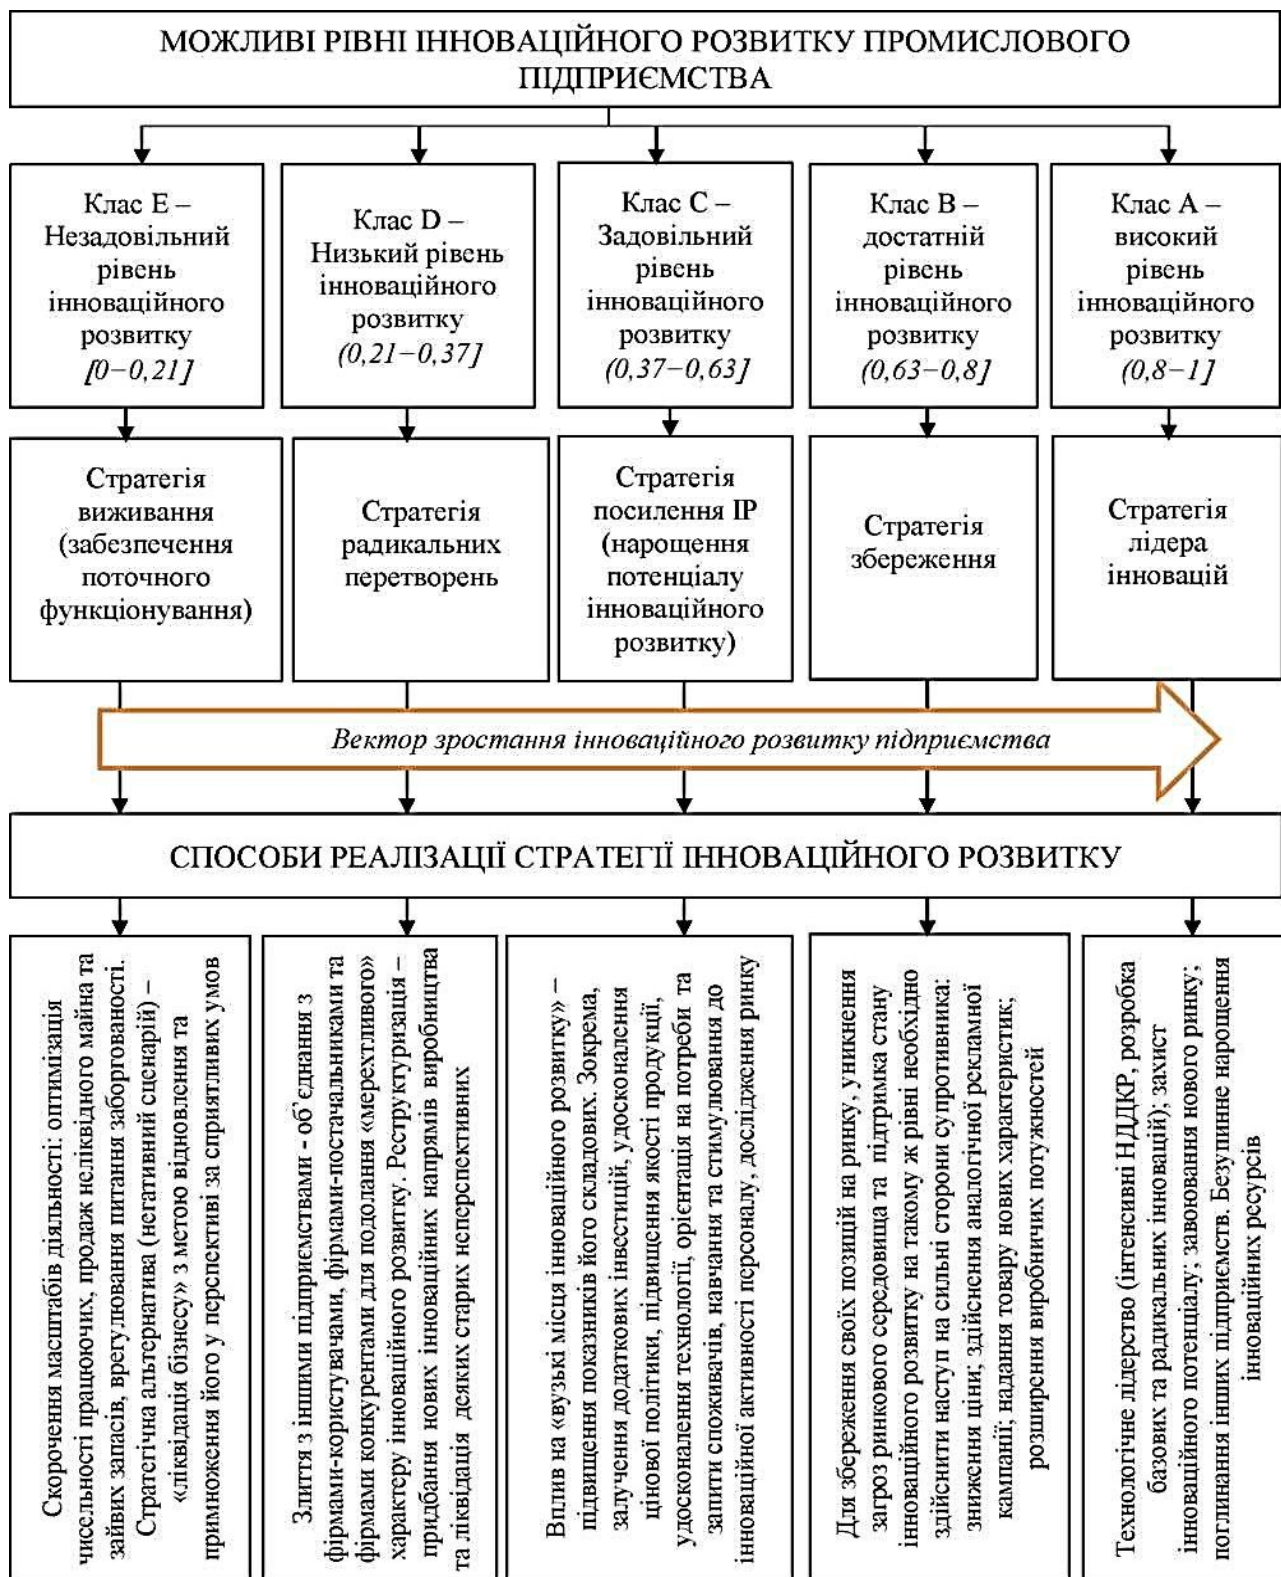 МОЖЛИВІ РІВНІ ІННОВАЦІЙНОГО РОЗВИТКУ ПРОМИСЛОВОГО
ПІДПРИЄМСТВА
Клас E –
Незадовільний
рівень
інноваційного
розвитку
[0–0,21]
Клас D –
Низький рівень
інноваційного
розвитку
(0,21–0,37]
Клас C –
Задовільний
рівень
інноваційного
розвитку
(0,37–0,63]
Клас B –
достатній
рівень
інноваційного
розвитку
(0,63–0,8]
Клас A –
високий
рівень
інноваційного
розвитку
(0,8–1]
Стратегія
виживання
(забезпечення
поточного
функціонування)
Стратегія
радикальних
перетворень
Стратегія
посилення ІР
(нарощення
потенціалу
інноваційного
розвитку)
Стратегія
збереження
Стратегія
лідера
інновацій
Вектор зростання інноваційного розвитку підприємства
СПОСОБИ РЕАЛІЗАЦІЇ СТРАТЕГІЇ ІННОВАЦІЙНОГО РОЗВИТКУ
Скорочення масштабів діяльності: оптимізація
чисельності працюючих, продаж неліквідного майна та
зайвих запасів, врегулювання питання заборгованості.
Стратегічна альтернатива (негативний сценарій) –
«ліквідація бізнесу» з метою відновлення та
примноження його у перспективі за сприятливих умов
Злиття з іншими підприємствами - об`єднання з
фірмами-користувачами, фірмами-постачальниками та
фірмами конкурентами для подолання «мерехтливого»
характеру інноваційного розвитку. Реструктуризація –
придбання нових інноваційних напрямів виробництва
та ліквідація деяких старих неперспективних
Вплив на «вузькі місця інноваційного розвитку» –
підвищення показників його складових. Зокрема,
залучення додаткових інвестицій, удосконалення
цінової політики, підвищення якості продукції,
удосконалення технології, орієнтація на потреби та
запити споживачів, навчання та стимулювання до
інноваційної активності персоналу, дослідження ринку
Для збереження своїх позицій на ринку, уникнення
загроз ринкового середовища та підтримка стану
інноваційного розвитку на такому ж рівні необхідно
здійснити наступ на сильні сторони супротивника:
зниження ціни; здійснення аналогічної рекламної
кампанії; надання товару нових характеристик;
розширення виробничих потужностей
Технологічне лідерство (інтенсивні НДДКР, розробка
базових та радикальних інновацій); захист
інноваційного потенціалу; завоювання нового ринку;
поглинання інших підприємств. Безупинне нарощення
інноваційних ресурсів